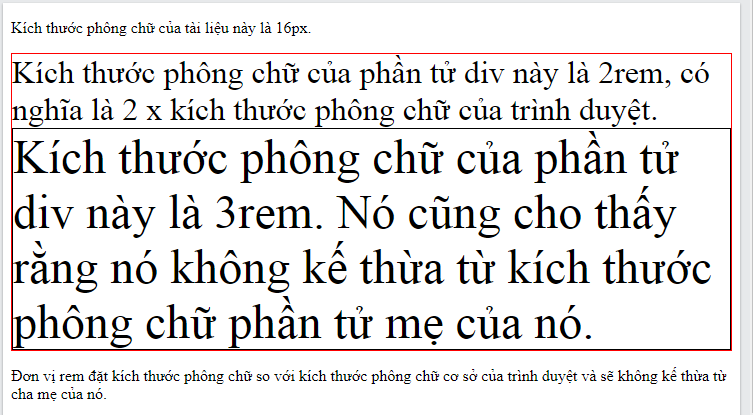 Kích thước phông chữ của tài liệu này là 16px.
Kích thước phông chữ của phần tử div này là 2rem, có
nghĩa là 2 x kích thước phông chữ của trình duyệt.
Kích thước phông chữ của phần tử
div này là 3rem. Nó cũng cho thấy
rằng nó không kế thừa từ kích thước
phông chữ phần tử mẹ của nó.
Đơn vị rem đặt kích thước phông chữ so với kích thước phông chữ cơ sở của trình duyệt và sẽ không kế thừa từ
cha mẹ của nó.